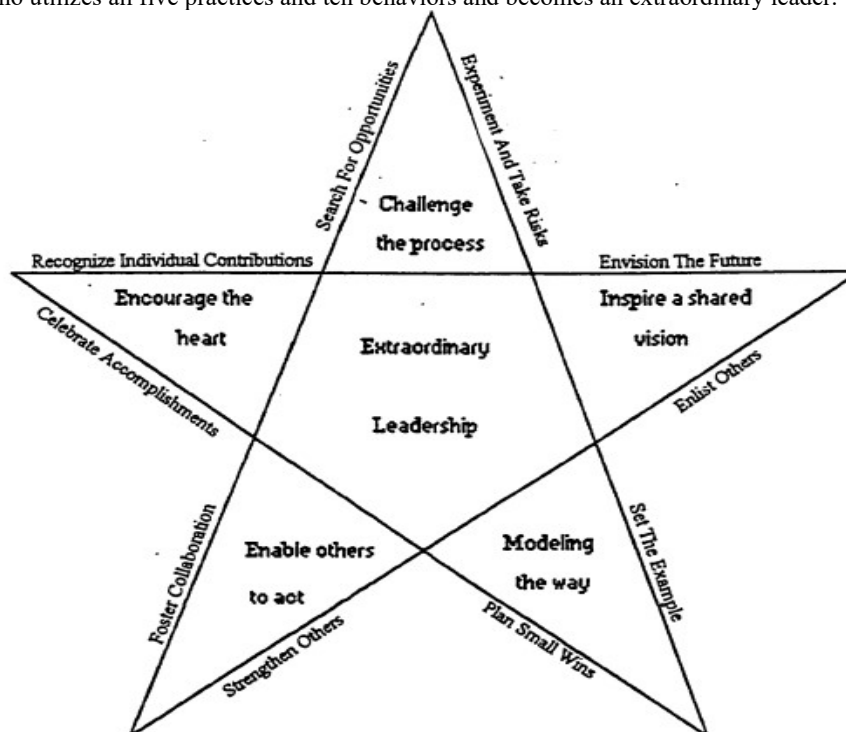 no utilizes all five practices and ten behaviors and becomes an extraordinary leader.
Search For Opportunities
Experiment And Take Risks
Challenge
the process
Recognize Individual Contributions
Envision The Future
Encourage the
heart
Inspire a shared
vision
Celebrate Accomplishments
Enlist Others
Extraordinary
Leadership
Foster Collaboration
Enable others
to act
Strengthen Others
Modeling
the way
Set The Example
Plan Small Wins